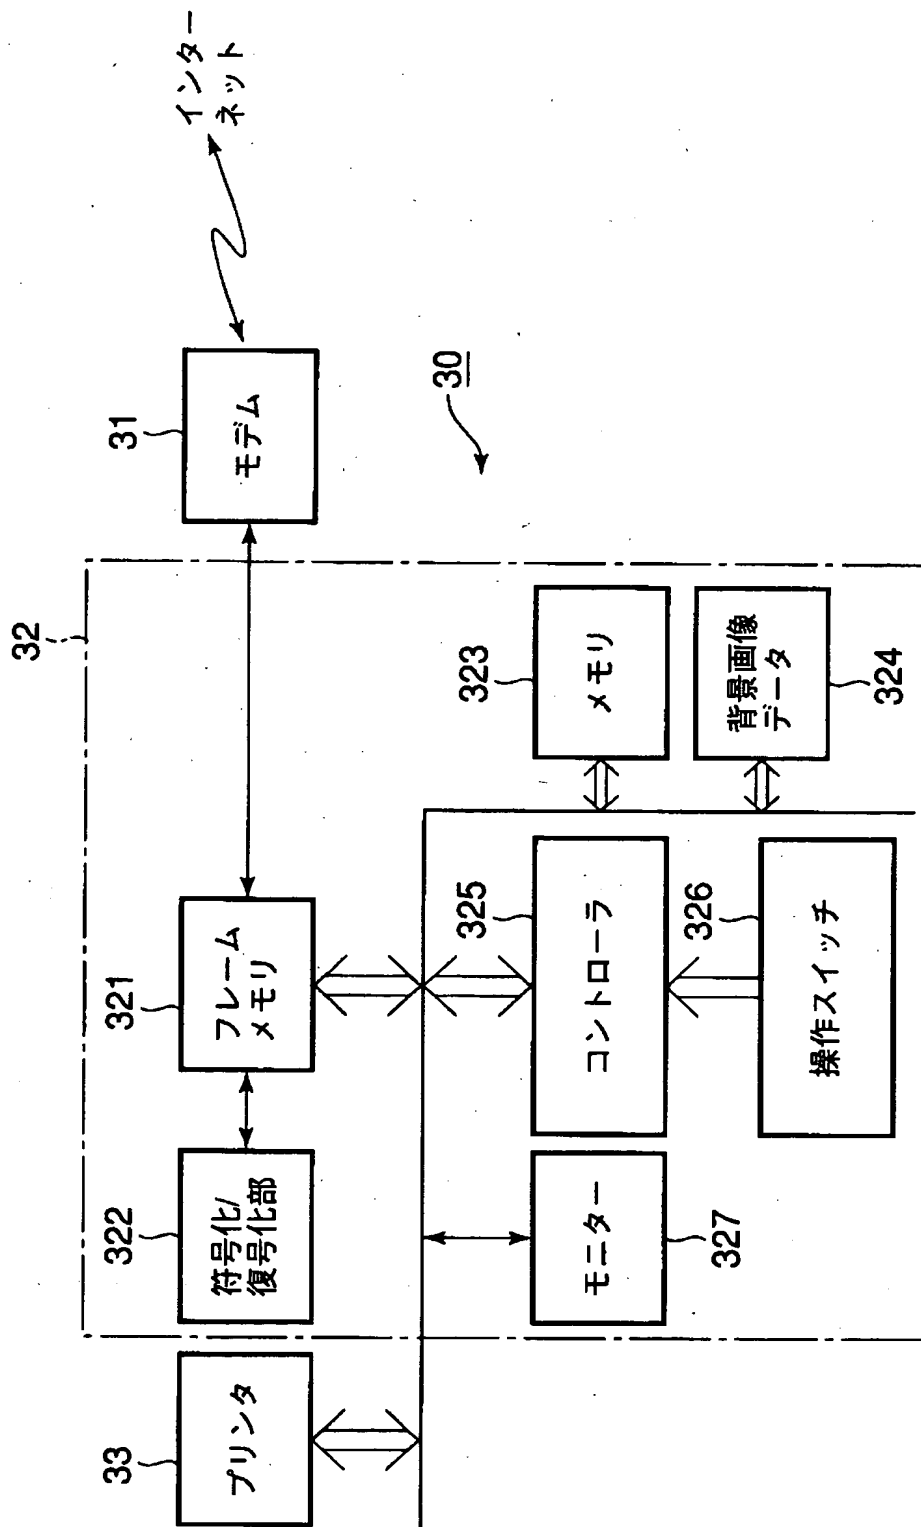 33
プリンタ
322
符号化/
復号化部
321
フレーム
メモリ
32
31
モデム
インター
ネット
30
327
モニター
325
コントローラ
326
操作スイッチ
323
メモリ
324
背景画像
データ